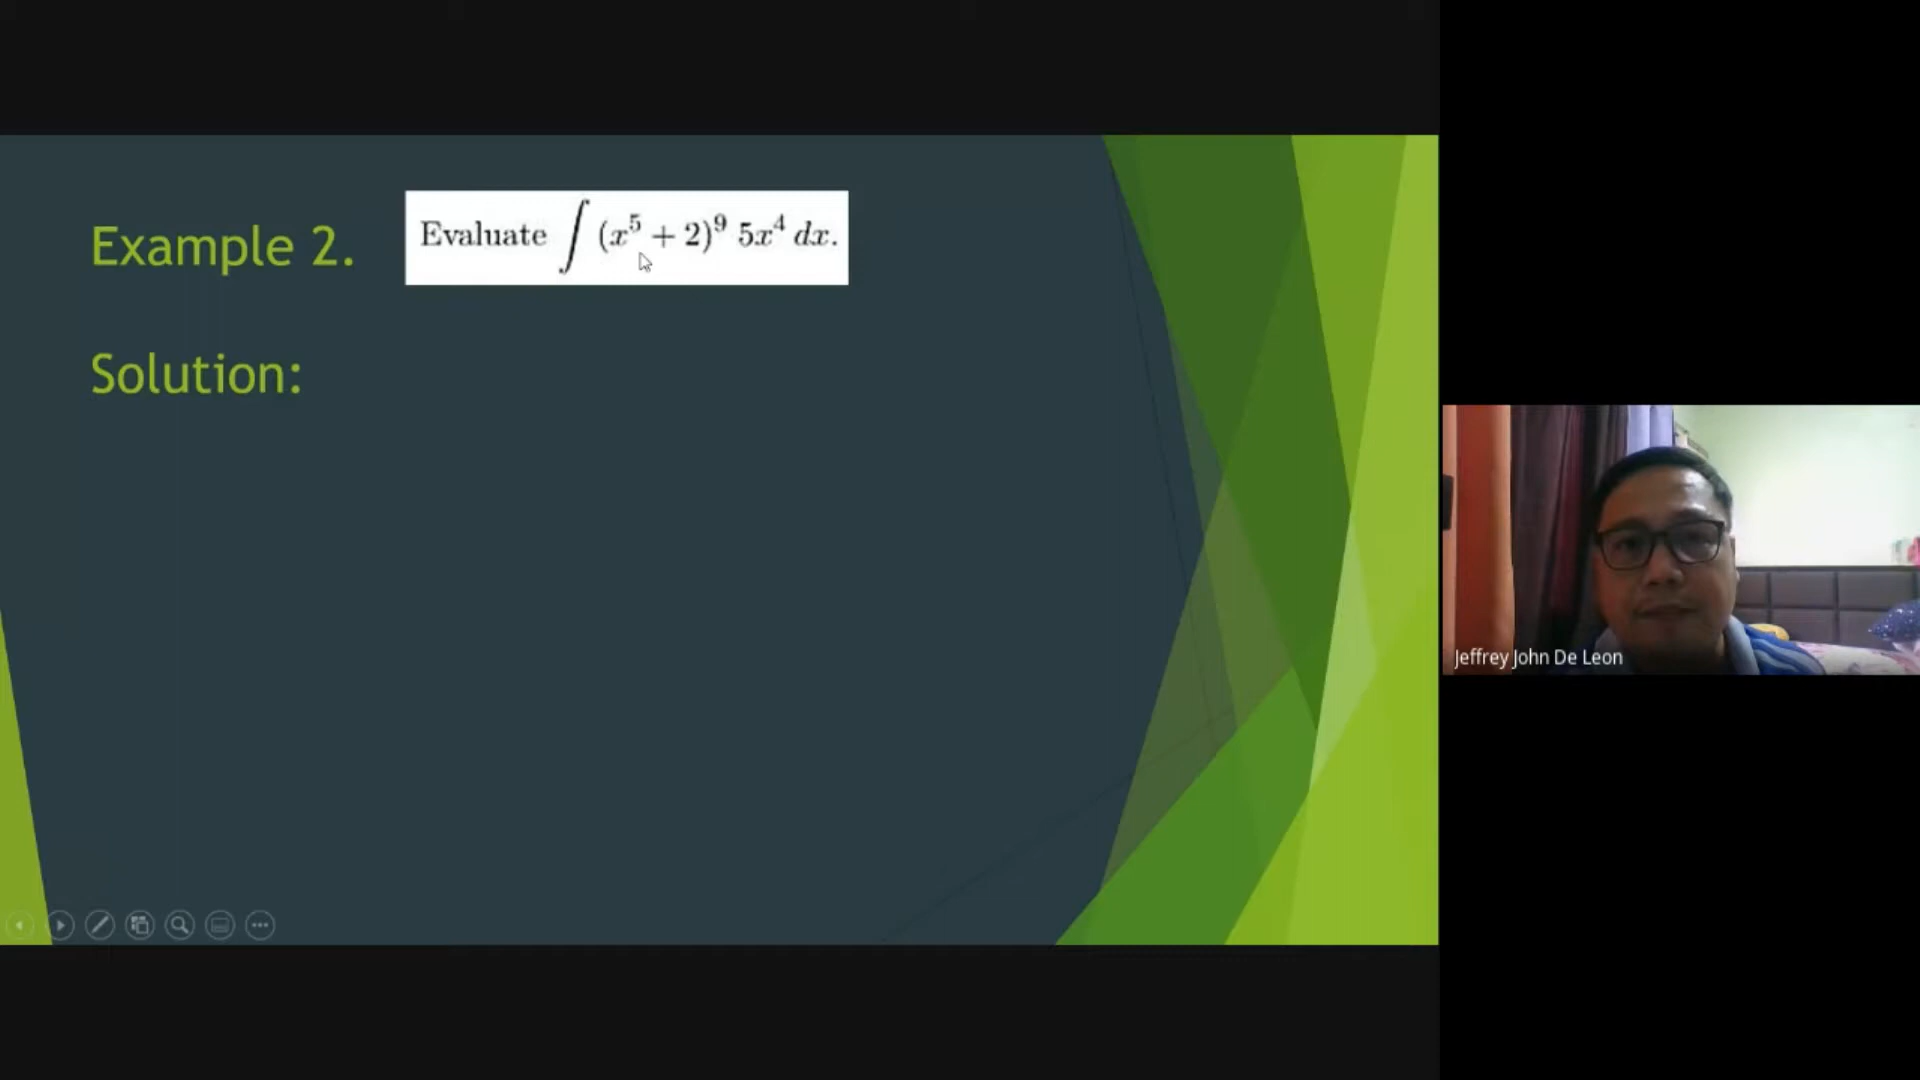 Example 2.
Evaluate ∫ (x⁵ + 2)⁹ 5x⁴ dx.
Solution:
Jeffrey John De Leon